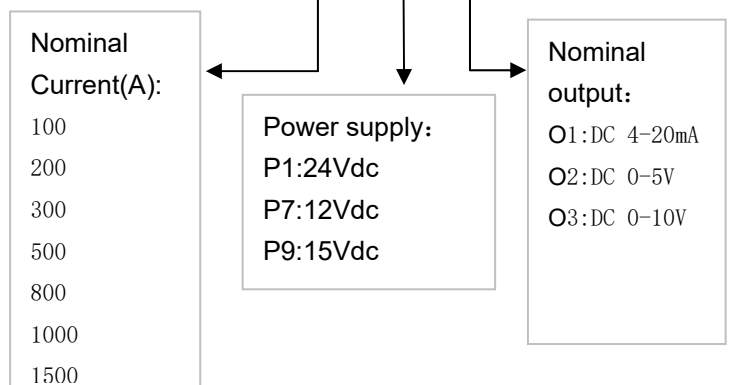 Nominal
Current(A):
100
200
300
500
800
1000
1500
Power supply：
P1:24Vdc
P7:12Vdc
P9:15Vdc
Nominal
output：
O1:DC 4-20mA
O2:DC 0-5V
O3:DC 0-10V